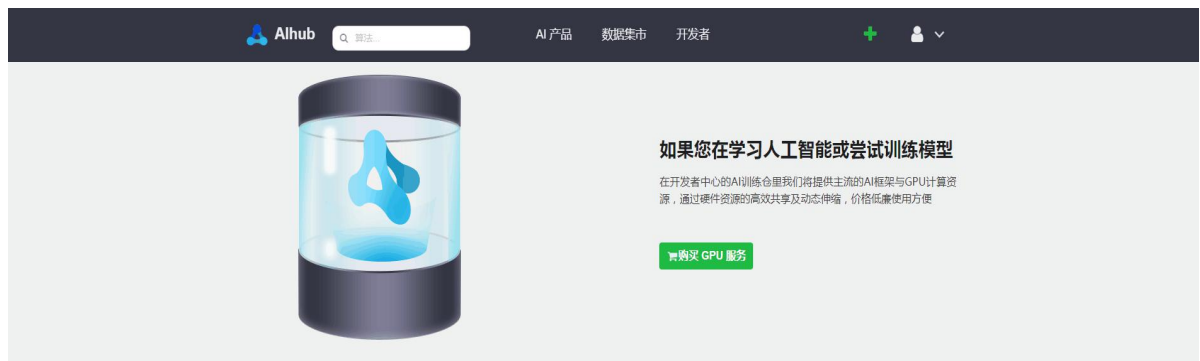 AIhub
算法...
AI 产品
数据集市
开发者
如果您在学习人工智能或尝试训练模型
在开发者中心的AI训练仓里我们将提供主流的AI框架与GPU计算资
源，通过硬件资源的高效共享及动态伸缩，价格低廉使用方便
购买 GPU 服务